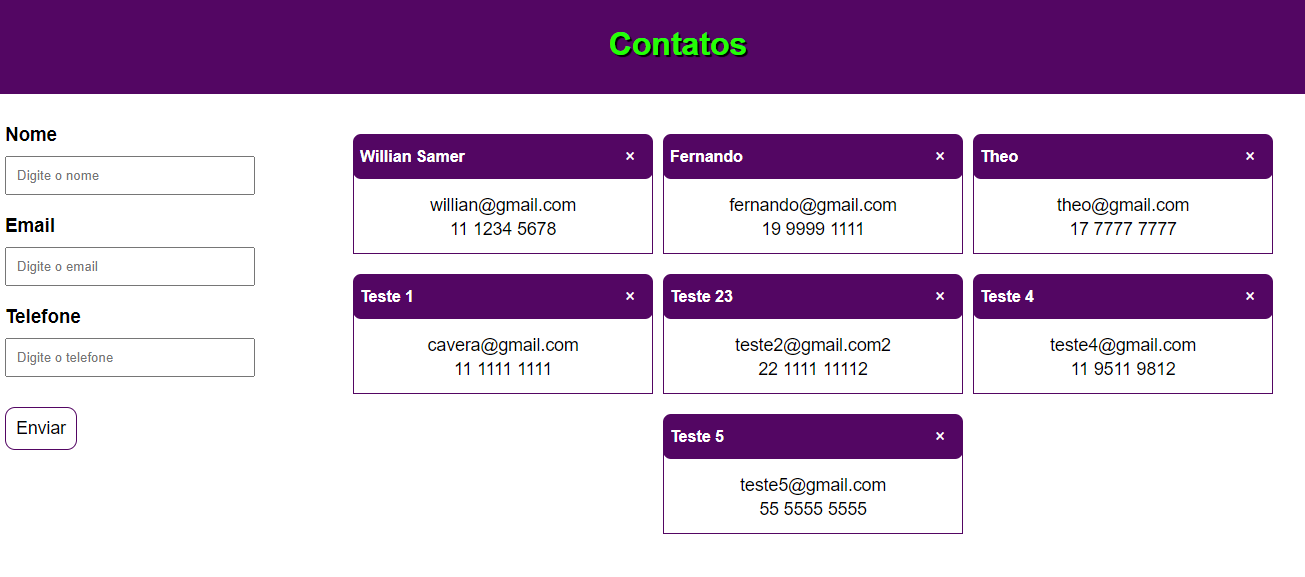 Contatos
Nome
Digite o nome
Email
Digite o email
Telefone
Digite o telefone
Enviar
Willian Samer ×
willian@gmail.com
11 1234 5678
Fernando ×
fernando@gmail.com
19 9999 1111
Theo ×
theo@gmail.com
17 7777 7777
Teste 1 ×
cavera@gmail.com
11 1111 1111
Teste 23 ×
teste2@gmail.com2
22 1111 11112
Teste 4 ×
teste4@gmail.com
11 9511 9812
Teste 5 ×
teste5@gmail.com
55 5555 5555